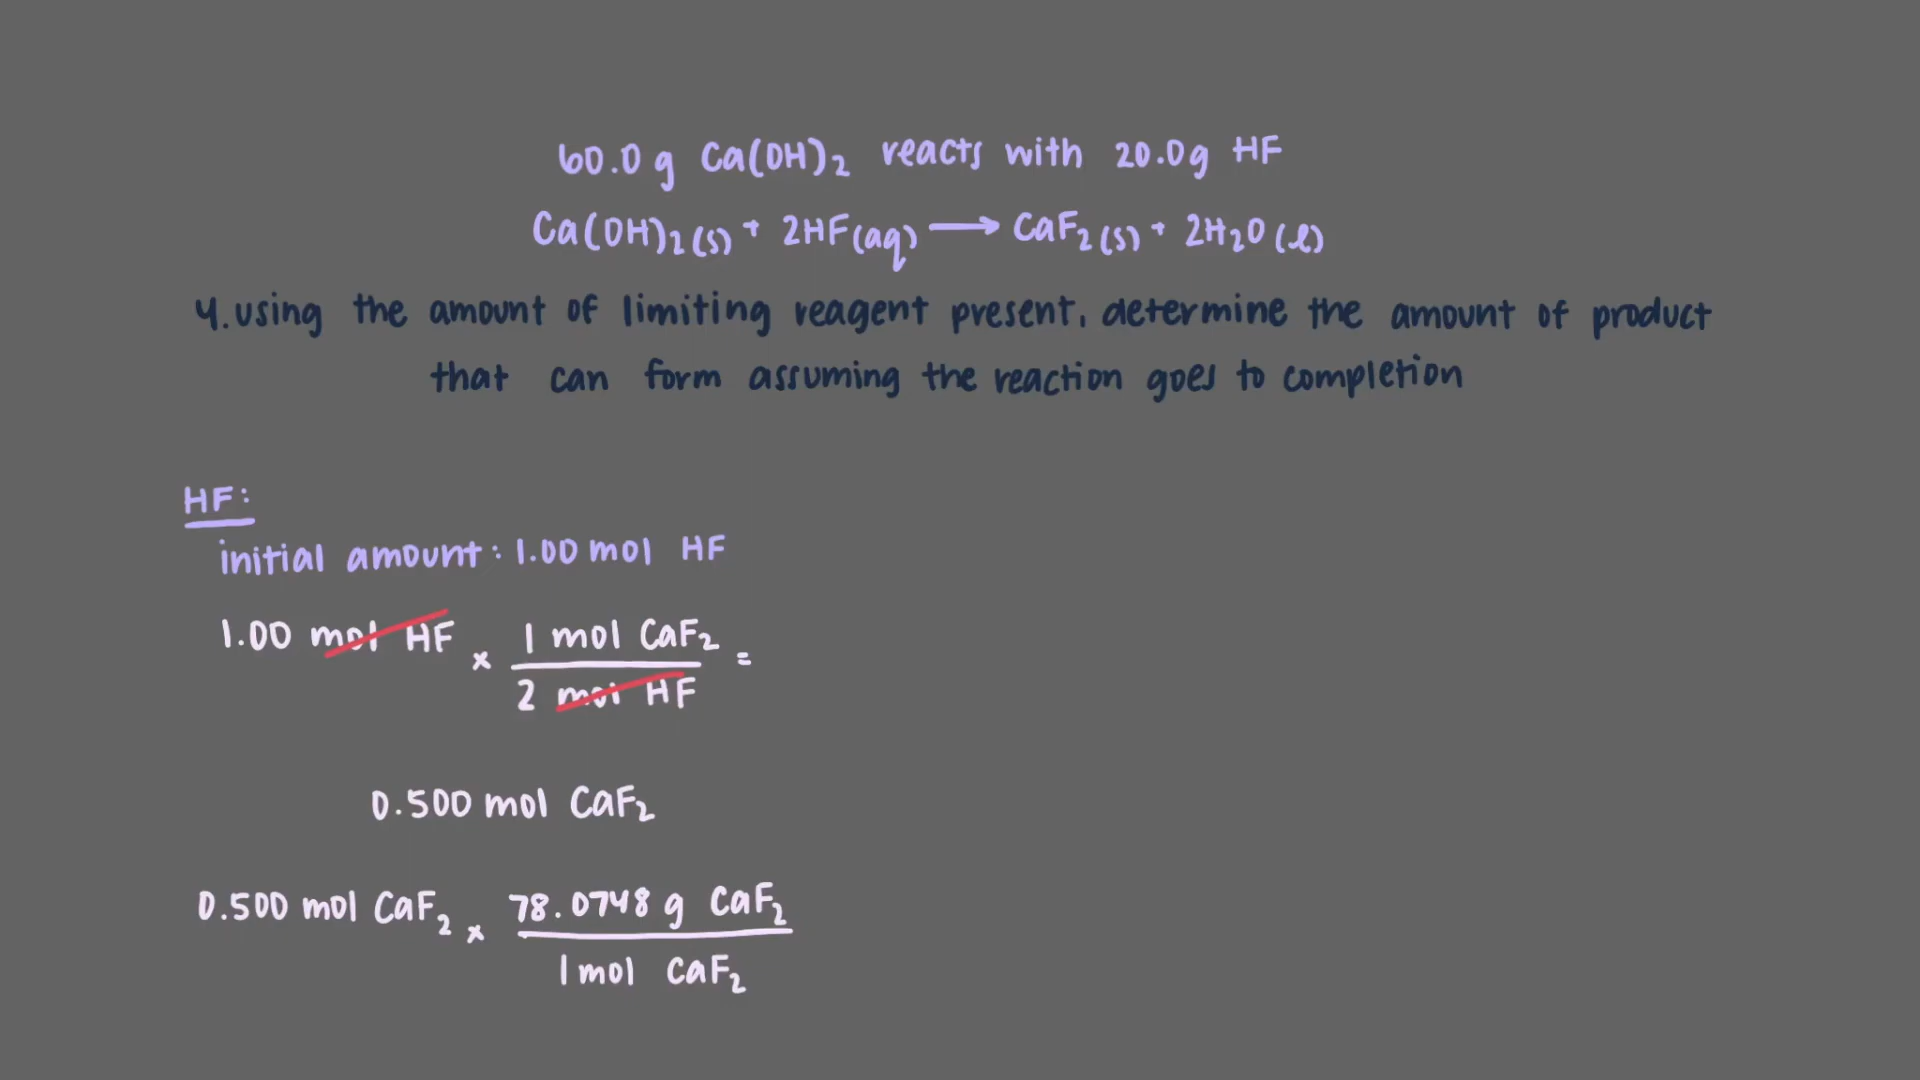 60.0 g Ca(OH)₂ reacts with 20.0g HF
Ca(OH)₂(s) + 2HF(aq) ⟶ CaF₂(s) + 2H₂O(l)
4. using the amount of limiting reagent present, determine the amount of product
that can form assuming the reaction goes to completion
HF:
initial amount: 1.00 mol HF
1.00 mol HF × 1 mol CaF₂ =
2 mol HF
0.500 mol CaF₂
0.500 mol CaF₂ × 78.0748 g CaF₂
1 mol CaF₂